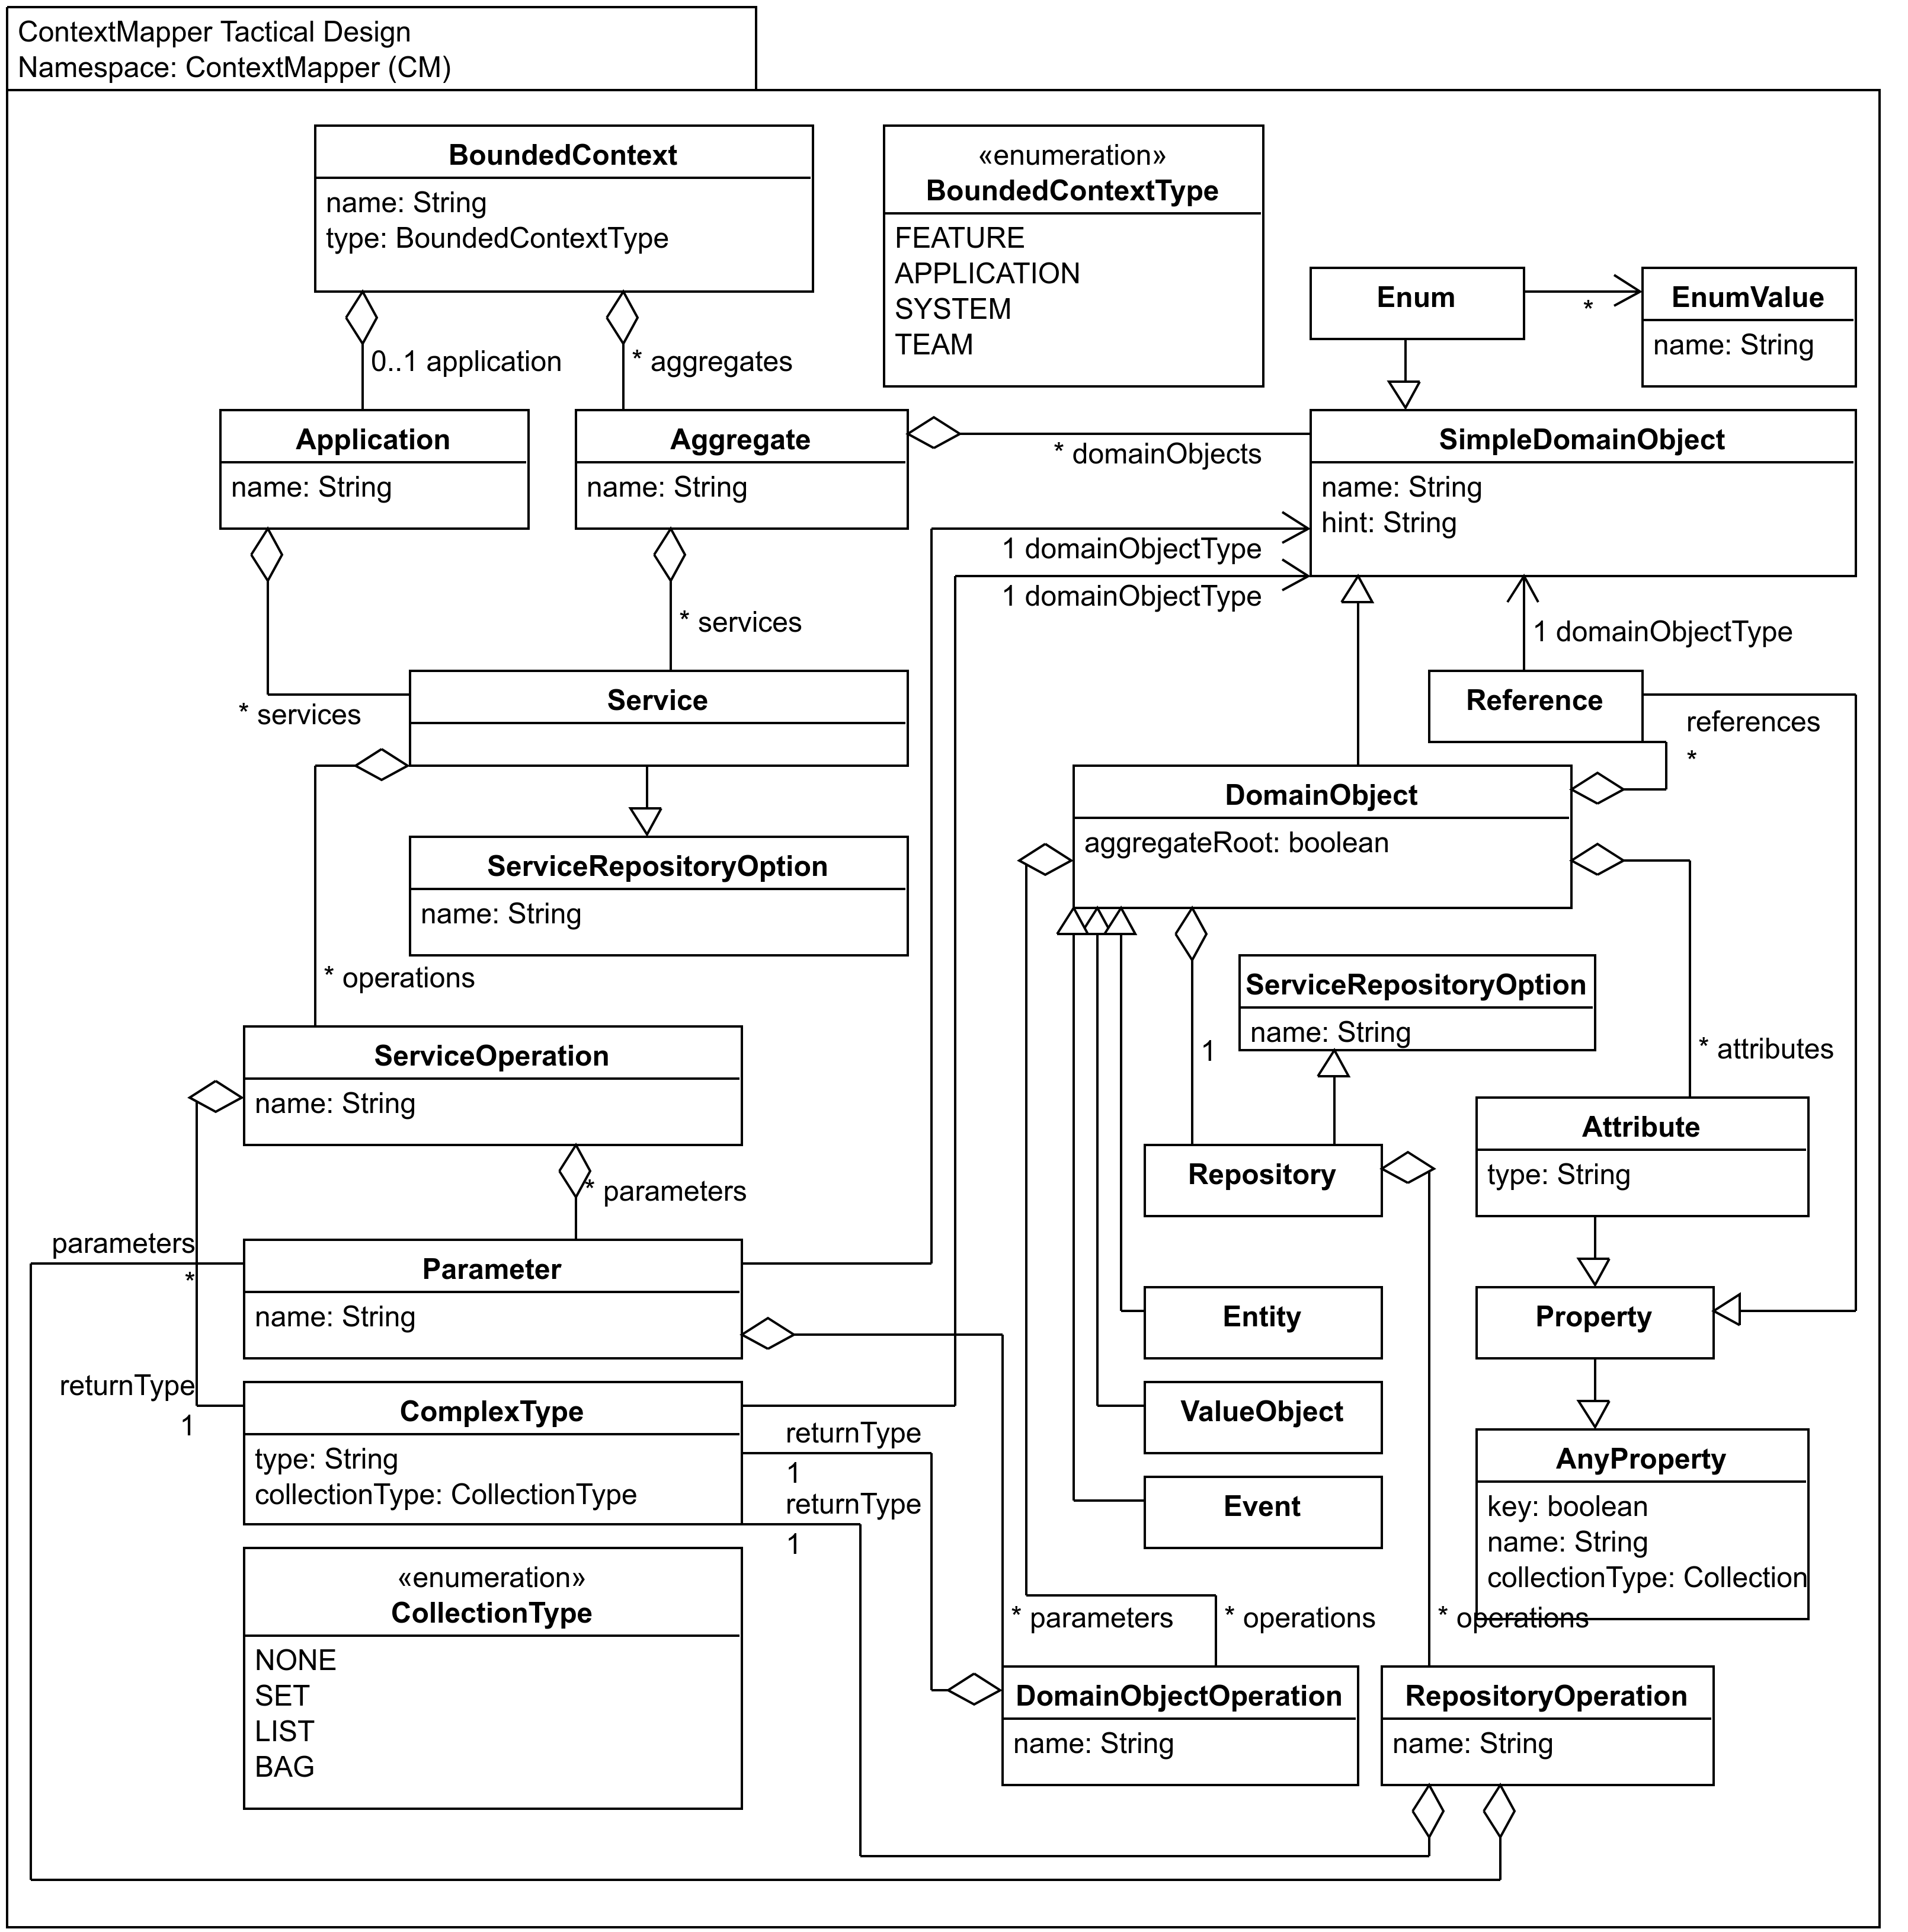 ContextMapper Tactical Design
Namespace: ContextMapper (CM)
BoundedContext
name: String
type: BoundedContextType
«enumeration»
BoundedContextType
FEATURE
APPLICATION
SYSTEM
TEAM
Enum
*
EnumValue
name: String
0..1 application
* aggregates
Application
name: String
Aggregate
name: String
* domainObjects
SimpleDomainObject
name: String
hint: String
1 domainObjectType
1 domainObjectType
* services
1 domainObjectType
* services
Service
Reference
references
*
ServiceRepositoryOption
name: String
DomainObject
aggregateRoot: boolean
* operations
ServiceRepositoryOption
name: String
1
* attributes
ServiceOperation
name: String
* parameters
Repository
Attribute
type: String
parameters
*
Parameter
name: String
Entity
Property
returnType
1
ComplexType
type: String
collectionType: CollectionType
returnType
1
returnType
1
ValueObject
Event
AnyProperty
key: boolean
name: String
collectionType: Collection
«enumeration»
CollectionType
NONE
SET
LIST
BAG
* parameters
* operations
* operations
DomainObjectOperation
name: String
RepositoryOperation
name: String